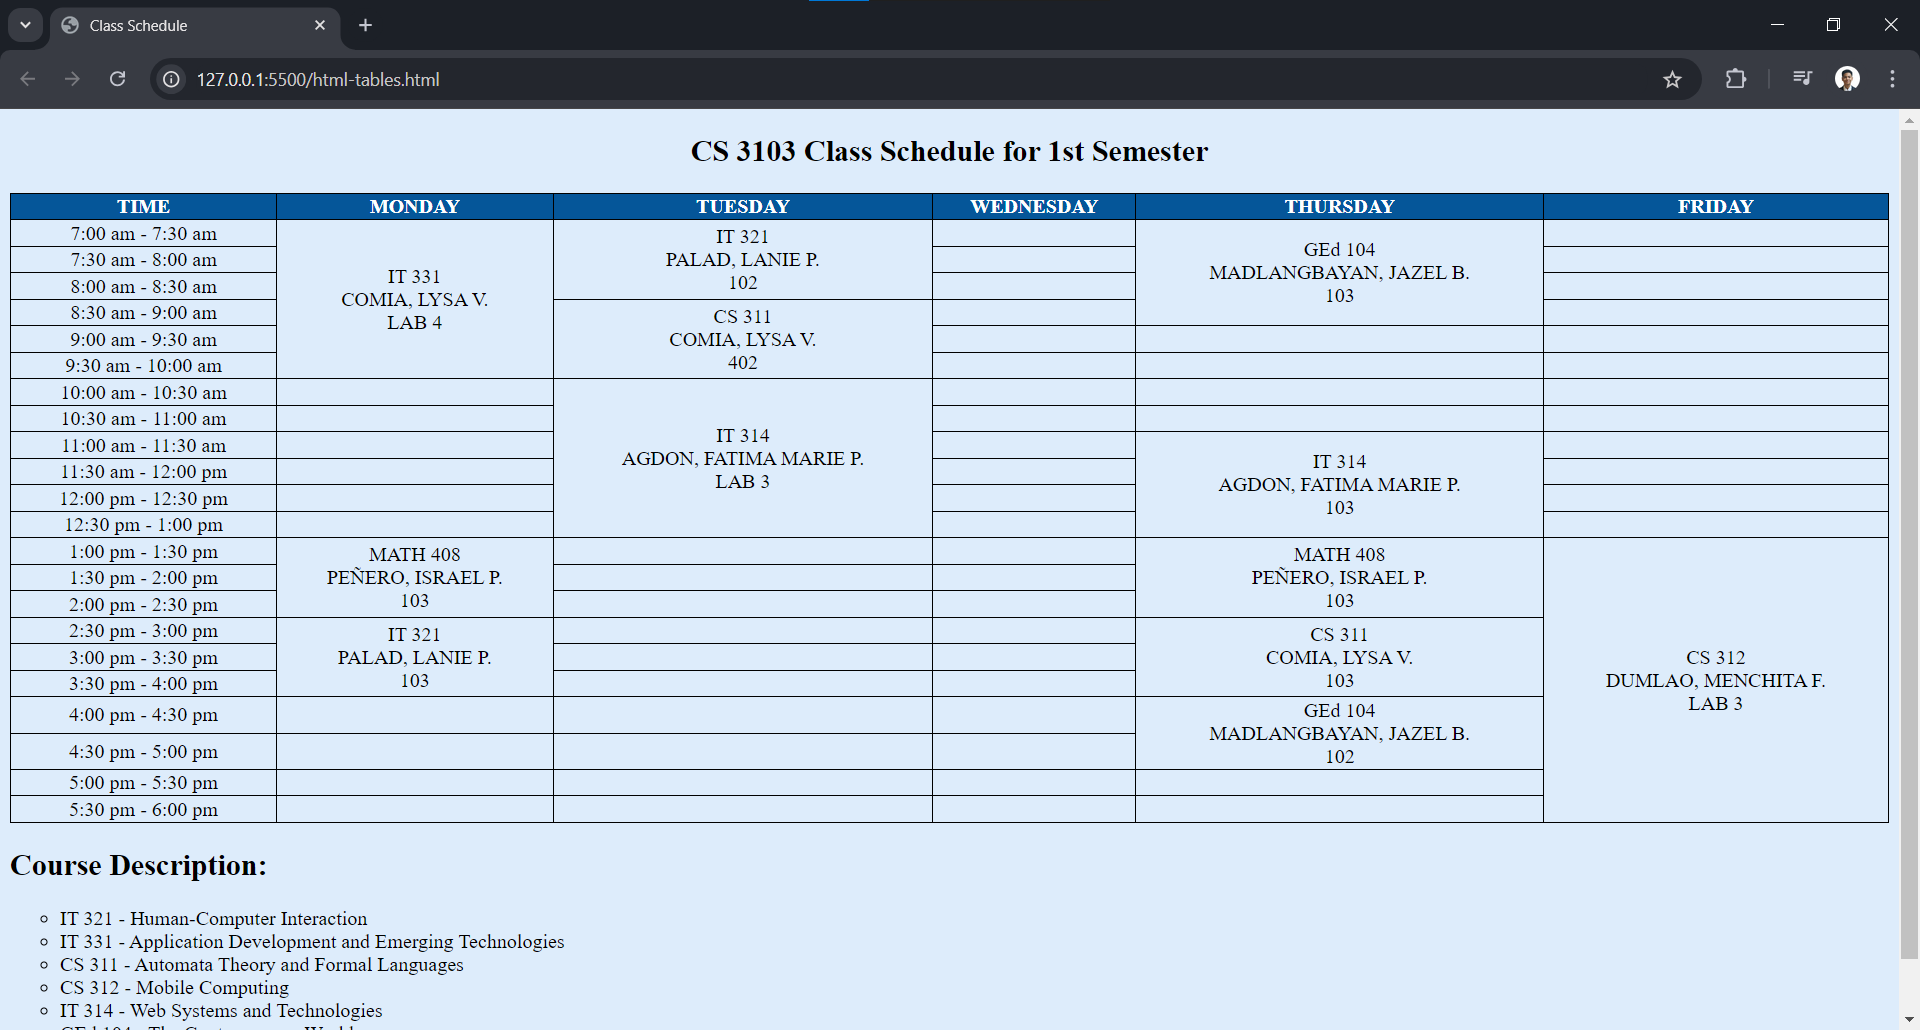 Class Schedule
127.0.0.1:5500/html-tables.html
CS 3103 Class Schedule for 1st Semester
TIME MONDAY TUESDAY WEDNESDAY THURSDAY FRIDAY
7:00 am - 7:30 am
7:30 am - 8:00 am
8:00 am - 8:30 am
8:30 am - 9:00 am
9:00 am - 9:30 am
9:30 am - 10:00 am
10:00 am - 10:30 am
10:30 am - 11:00 am
11:00 am - 11:30 am
11:30 am - 12:00 pm
12:00 pm - 12:30 pm
12:30 pm - 1:00 pm
1:00 pm - 1:30 pm
1:30 pm - 2:00 pm
2:00 pm - 2:30 pm
2:30 pm - 3:00 pm
3:00 pm - 3:30 pm
3:30 pm - 4:00 pm
4:00 pm - 4:30 pm
4:30 pm - 5:00 pm
5:00 pm - 5:30 pm
5:30 pm - 6:00 pm
IT 331
COMIA, LYSA V.
LAB 4
MATH 408
PEÑERO, ISRAEL P.
103
IT 321
PALAD, LANIE P.
103
IT 321
PALAD, LANIE P.
102
CS 311
COMIA, LYSA V.
402
IT 314
AGDON, FATIMA MARIE P.
LAB 3
GEd 104
MADLANGBAYAN, JAZEL B.
103
IT 314
AGDON, FATIMA MARIE P.
103
MATH 408
PEÑERO, ISRAEL P.
103
CS 311
COMIA, LYSA V.
103
GEd 104
MADLANGBAYAN, JAZEL B.
102
CS 312
DUMLAO, MENCHITA F.
LAB 3
Course Description:
IT 321 - Human-Computer Interaction
IT 331 - Application Development and Emerging Technologies
CS 311 - Automata Theory and Formal Languages
CS 312 - Mobile Computing
IT 314 - Web Systems and Technologies